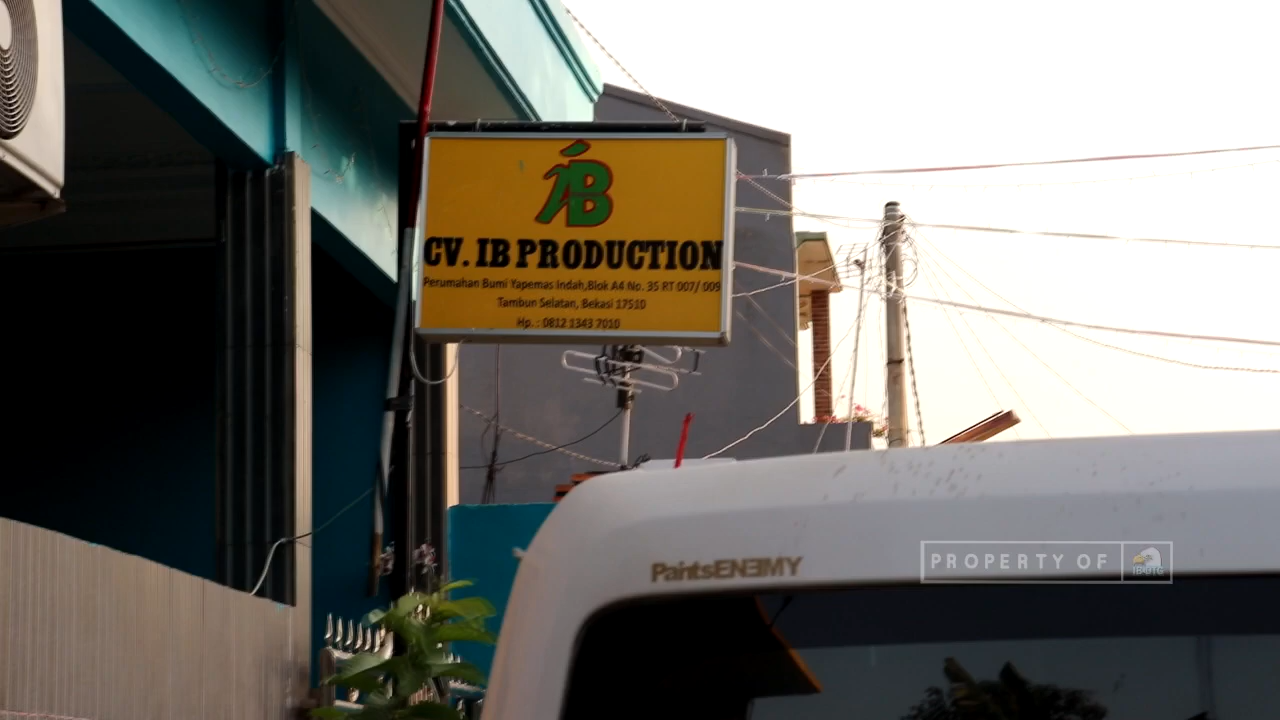 iB
CV. IB PRODUCTION
Perumahan Bumi Yapemas Indah,Blok A4 No. 35 RT 007/ 009
Tambun Selatan, Bekasi 17510
Hp. : 0812 1343 7010
PaintsENEMY
PROPERTY OF